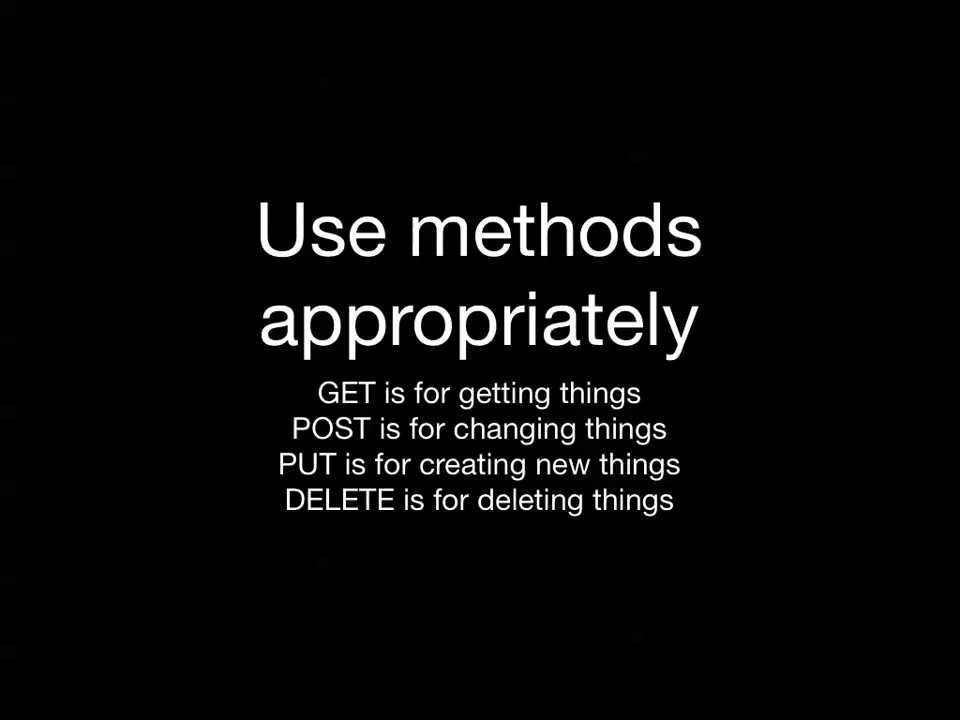 Use methods
appropriately
GET is for getting things
POST is for changing things
PUT is for creating new things
DELETE is for deleting things